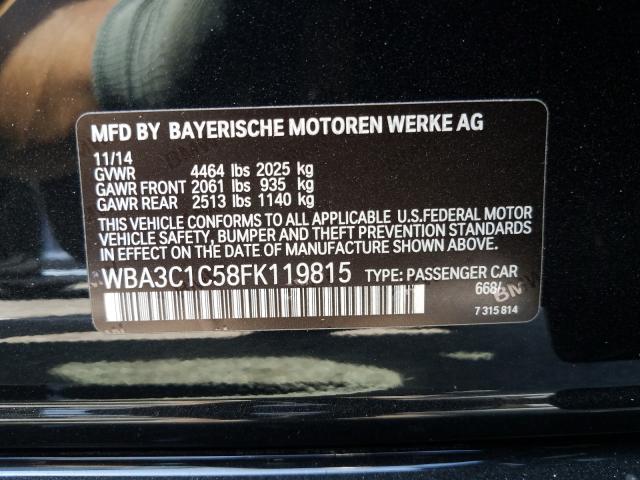 MFD BY BAYERISCHE MOTOREN WERKE AG
11/14
GVWR 4464 lbs 2025 kg
GAWR FRONT 2061 lbs 935 kg
GAWR REAR 2513 lbs 1140 kg
THIS VEHICLE CONFORMS TO ALL APPLICABLE U.S.FEDERAL MOTOR
VEHICLE SAFETY, BUMPER AND THEFT PREVENTION STANDARDS
IN EFFECT ON THE DATE OF MANUFACTURE SHOWN ABOVE.
WBA3C1C58FK119815 TYPE: PASSENGER CAR
668/
BMW
7 315 814